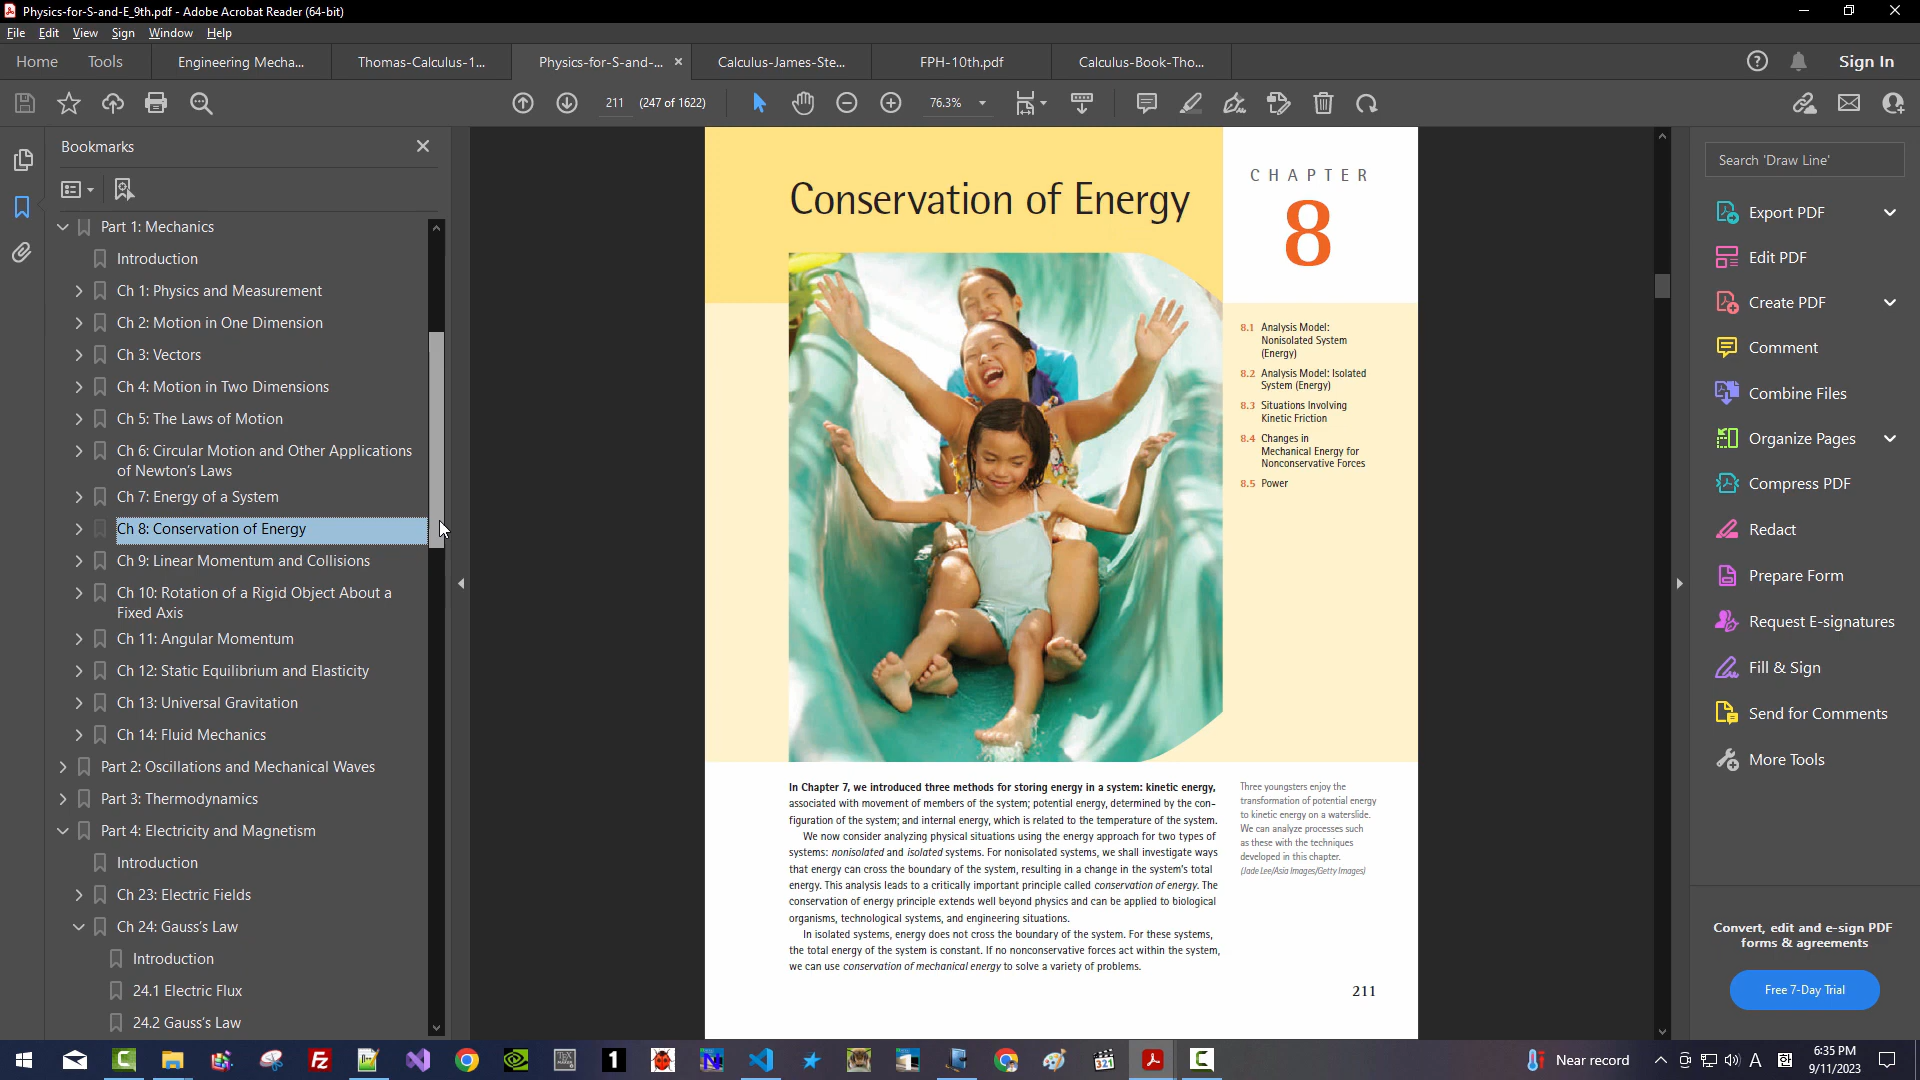 Physics-for-S-and-E_9th.pdf - Adobe Acrobat Reader (64-bit)
File Edit View Sign Window Help
Home Tools Engineering Mecha... Thomas-Calculus-1... Physics-for-S-and-... Calculus-James-Ste... FPH-10th.pdf Calculus-Book-Tho... Sign In
211 (247 of 1622) 76.3%
Bookmarks
Part 1: Mechanics
Introduction
Ch 1: Physics and Measurement
Ch 2: Motion in One Dimension
Ch 3: Vectors
Ch 4: Motion in Two Dimensions
Ch 5: The Laws of Motion
Ch 6: Circular Motion and Other Applications
of Newton's Laws
Ch 7: Energy of a System
Ch 8: Conservation of Energy
Ch 9: Linear Momentum and Collisions
Ch 10: Rotation of a Rigid Object About a
Fixed Axis
Ch 11: Angular Momentum
Ch 12: Static Equilibrium and Elasticity
Ch 13: Universal Gravitation
Ch 14: Fluid Mechanics
Part 2: Oscillations and Mechanical Waves
Part 3: Thermodynamics
Part 4: Electricity and Magnetism
Introduction
Ch 23: Electric Fields
Ch 24: Gauss's Law
Introduction
24.1 Electric Flux
24.2 Gauss's Law
Conservation of Energy
CHAPTER
8
8.1 Analysis Model:
Nonisolated System
(Energy)
8.2 Analysis Model: Isolated
System (Energy)
8.3 Situations Involving
Kinetic Friction
8.4 Changes in
Mechanical Energy for
Nonconservative Forces
8.5 Power
In Chapter 7, we introduced three methods for storing energy in a system: kinetic energy,
associated with movement of members of the system; potential energy, determined by the con-
figuration of the system; and internal energy, which is related to the temperature of the system.
We now consider analyzing physical situations using the energy approach for two types of
systems: nonisolated and isolated systems. For nonisolated systems, we shall investigate ways
that energy can cross the boundary of the system, resulting in a change in the system's total
energy. This analysis leads to a critically important principle called conservation of energy. The
conservation of energy principle extends well beyond physics and can be applied to biological
organisms, technological systems, and engineering situations.
In isolated systems, energy does not cross the boundary of the system. For these systems,
the total energy of the system is constant. If no nonconservative forces act within the system,
we can use conservation of mechanical energy to solve a variety of problems.
Three youngsters enjoy the
transformation of potential energy
to kinetic energy on a waterslide.
We can analyze processes such
as these with the techniques
developed in this chapter.
(Jade Lee/Asia Images/Getty Images)
211
Search 'Draw Line'
Export PDF
Edit PDF
Create PDF
Comment
Combine Files
Organize Pages
Compress PDF
Redact
Prepare Form
Request E-signatures
Fill & Sign
Send for Comments
More Tools
Convert, edit and e-sign PDF
forms & agreements
Free 7-Day Trial
Near record
A
6:35 PM
9/11/2023